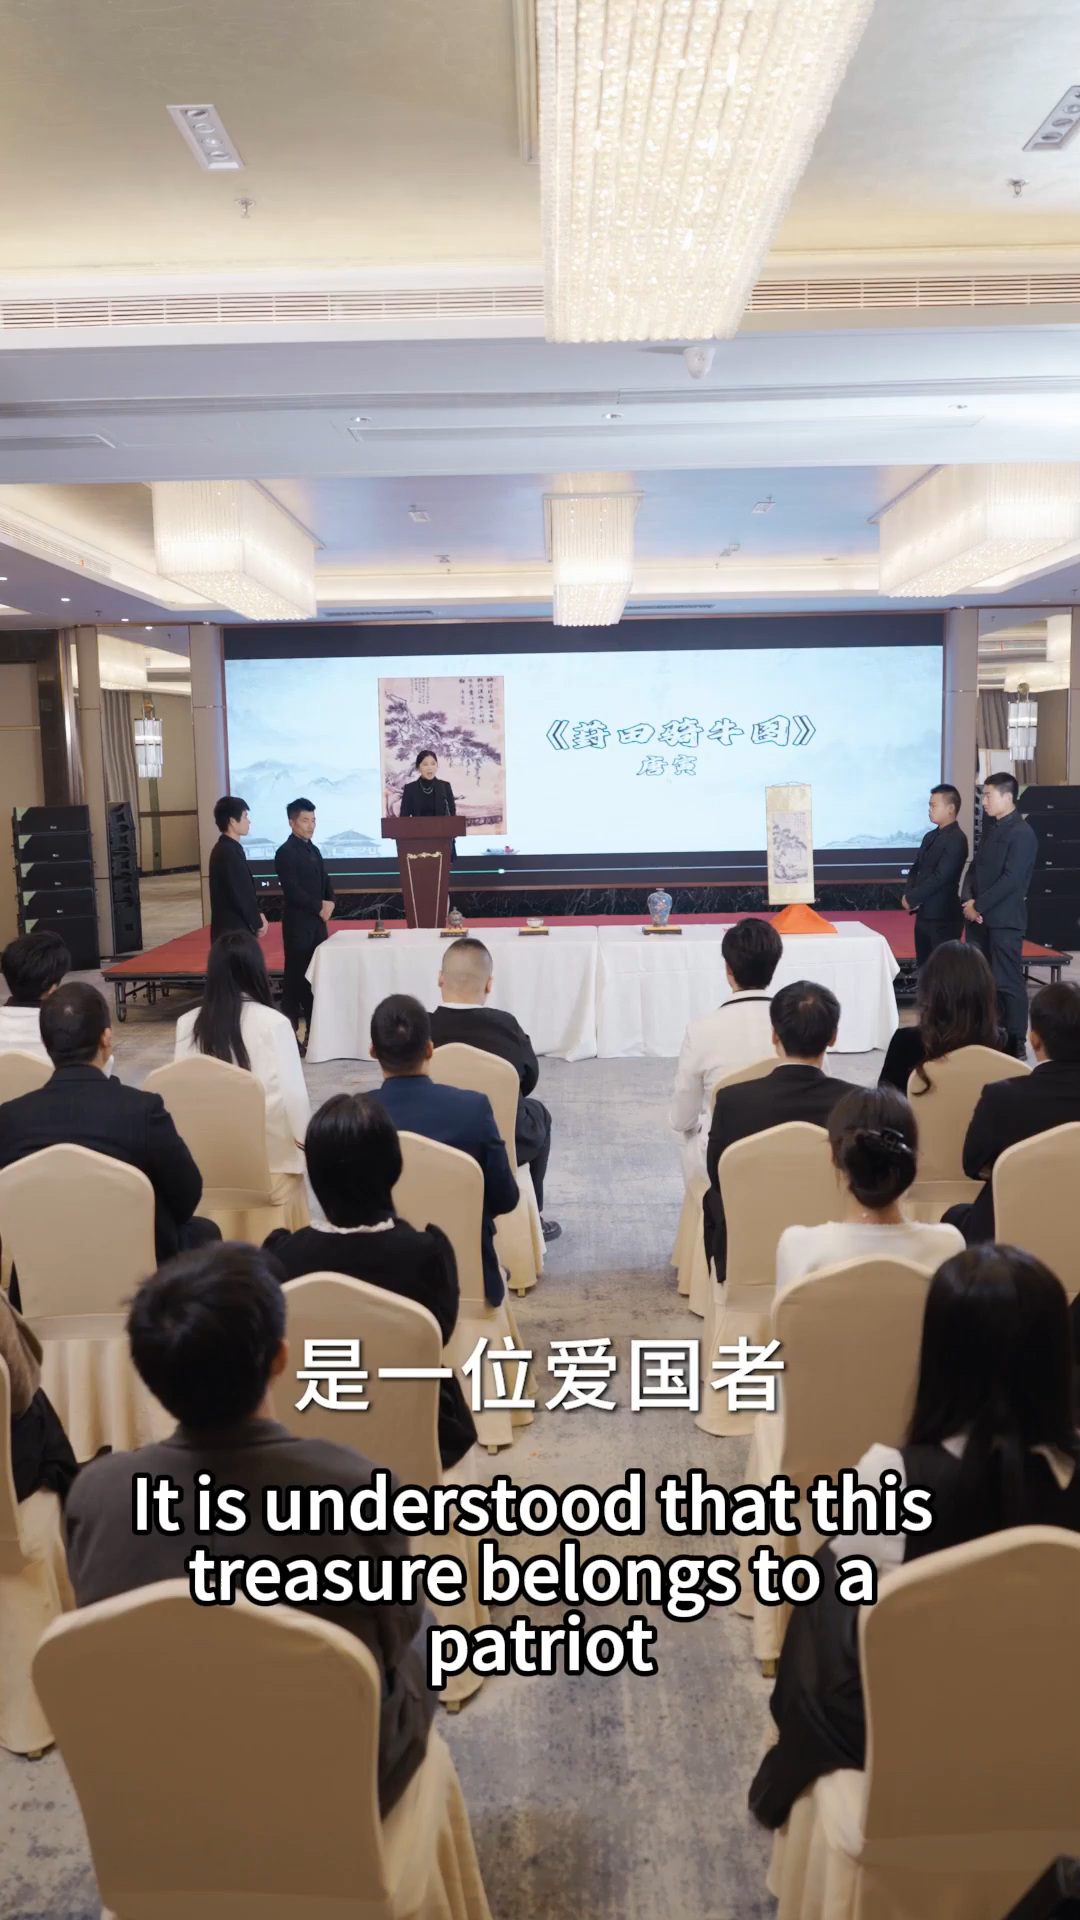 《葑田骑牛图》
唐寅
是一位爱国者
It is understood that this
treasure belongs to a
patriot